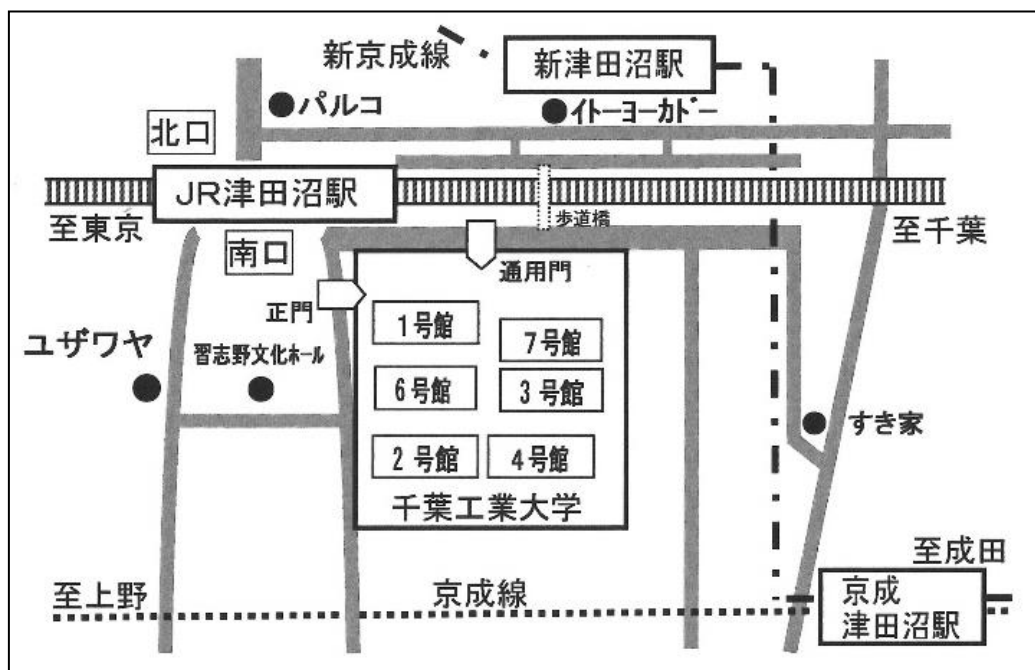 新京成線
新津田沼駅
パルコ
イトーヨーカドー
北口
JR津田沼駅
歩道橋
至東京
至千葉
南口
通用門
正門
1号館
7号館
ユザワヤ
習志野文化ホール
6号館
3号館
すき家
2号館
4号館
千葉工業大学
至成田
至上野
京成線
京成
津田沼駅